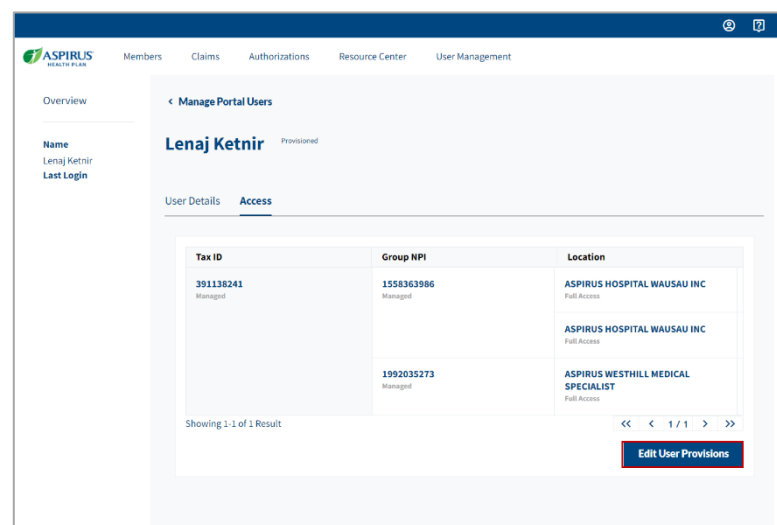 ASPIRUS
HEALTH PLAN
Members Claims Authorizations Resource Center User Management
Overview
Name
Lenaj Ketnir
Last Login
< Manage Portal Users
Lenaj Ketnir Provisioned
User Details Access
Tax ID Group NPI Location
391138241 1558363986 ASPIRUS HOSPITAL WAUSAU INC
Managed Managed Full Access
ASPIRUS HOSPITAL WAUSAU INC
Full Access
1992035273 ASPIRUS WESTHILL MEDICAL
Managed SPECIALIST
Full Access
Showing 1-1 of 1 Result << < 1 / 1 > >>
Edit User Provisions